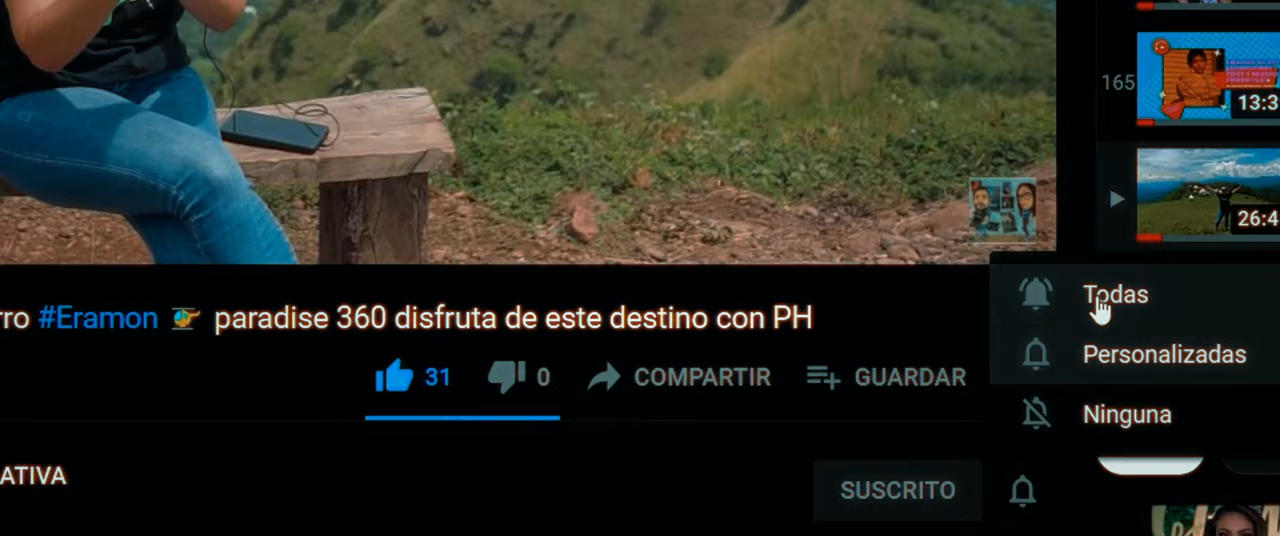 165
13:3
26:4
rro #Eramon paradise 360 disfruta de este destino con PH
31 0 COMPARTIR GUARDAR
Todas
Personalizadas
Ninguna
ATIVA
SUSCRITO